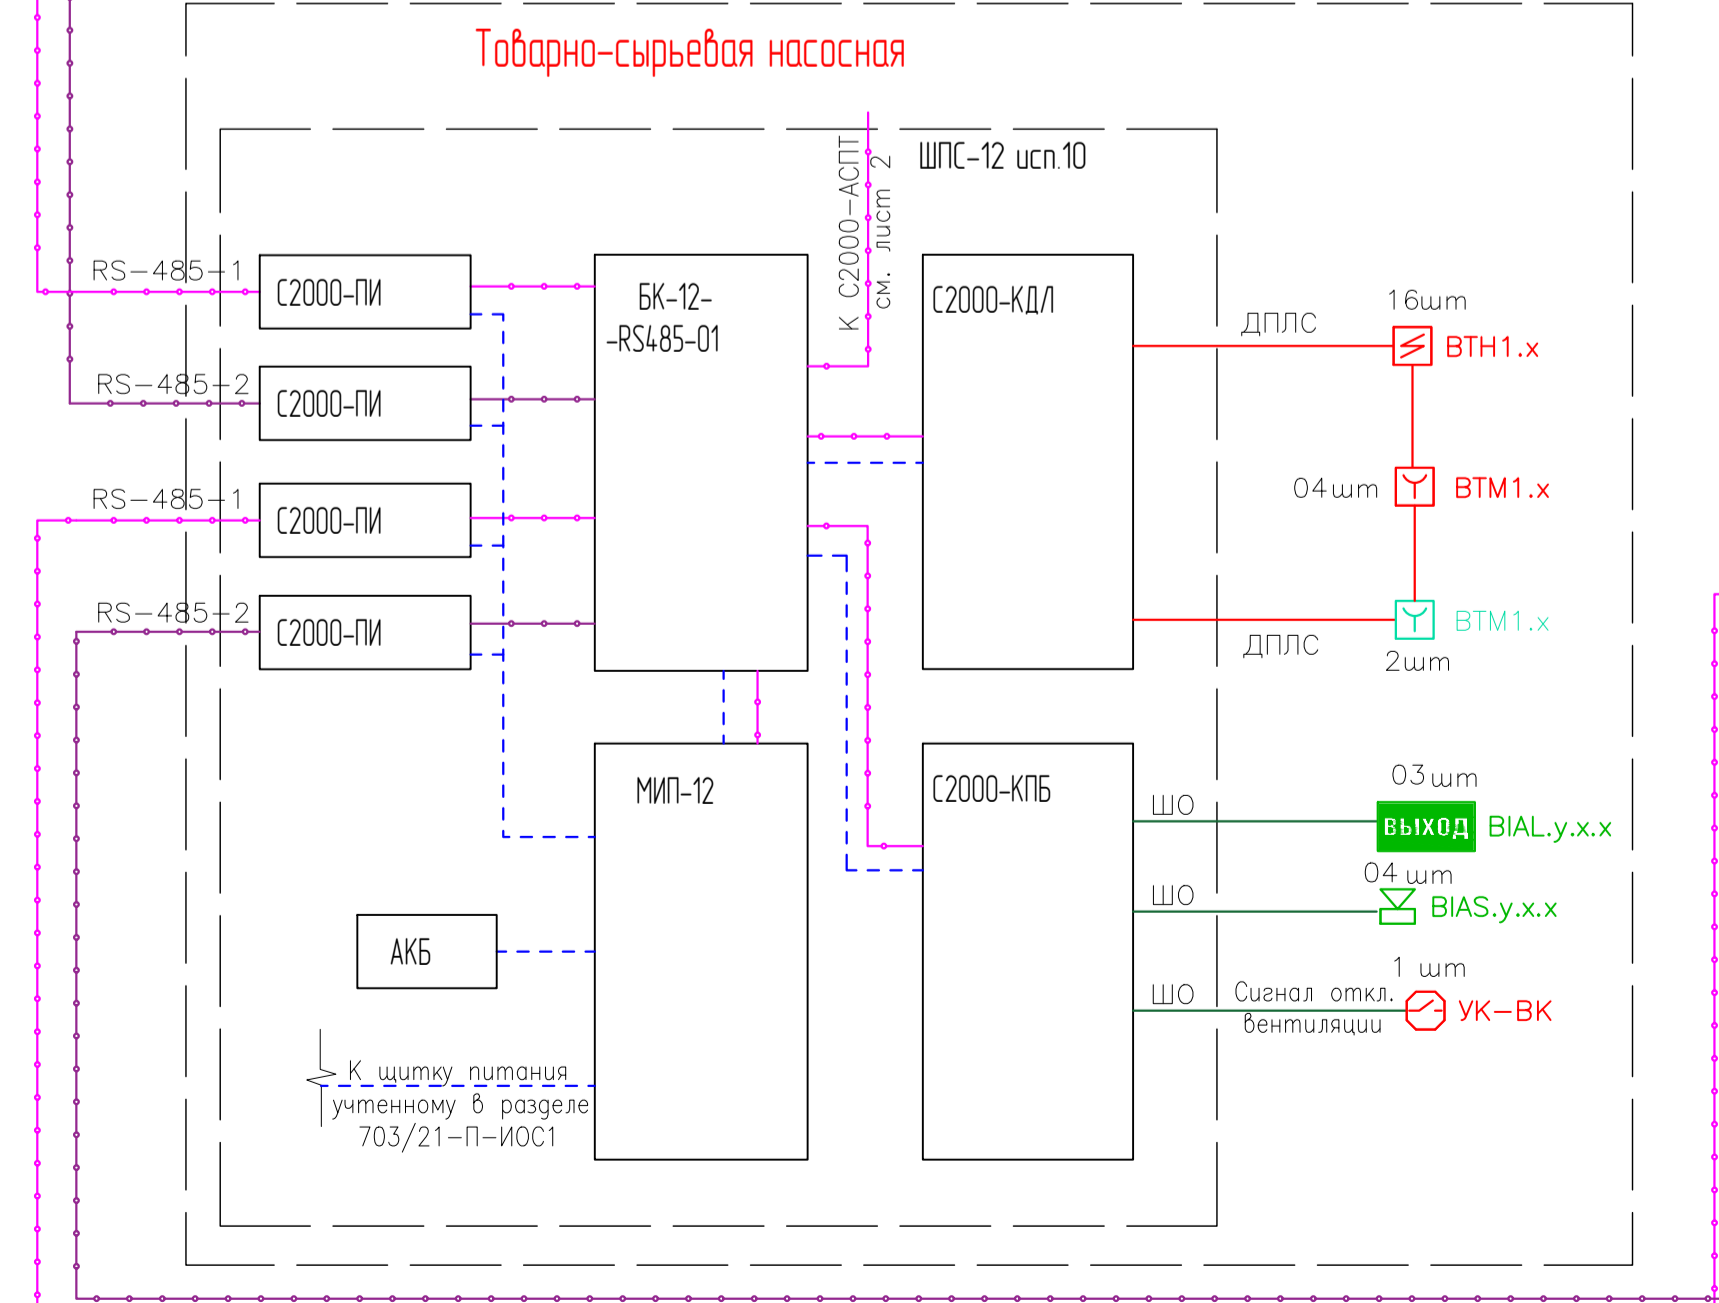 Товарно-сырьевая насосная
ШПС-12 исп.10
К С2000-АСПТ
см. лист 2
RS-485-1
С2000-ПИ
RS-485-2
С2000-ПИ
RS-485-1
С2000-ПИ
RS-485-2
С2000-ПИ
БК-12-
-RS485-01
С2000-КДЛ
ДПЛС
16шт
BTH1.x
04шт
BTM1.x
ДПЛС
BTM1.x
2шт
МИП-12
АКБ
К щитку питания
учтенному в разделе
703/21-П-ИОС1
С2000-КПБ
ШО
03шт
ВЫХОД
BIAL.y.x.x
ШО
04 шт
BIAS.y.x.x
ШО
Сигнал откл.
вентиляции
1 шт
УК-ВК